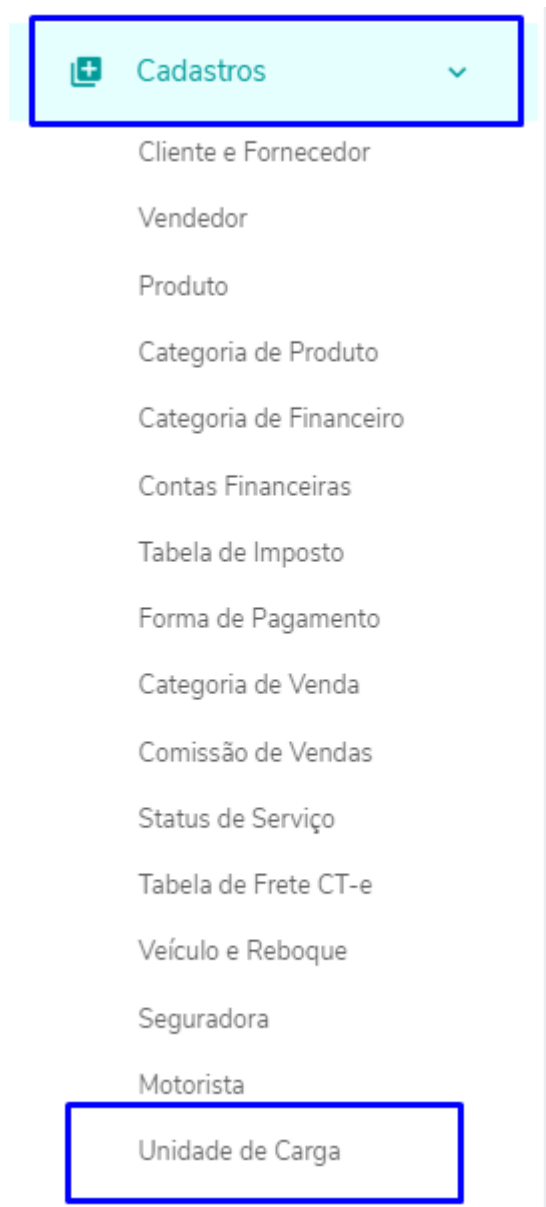 Cadastros
Cliente e Fornecedor
Vendedor
Produto
Categoria de Produto
Categoria de Financeiro
Contas Financeiras
Tabela de Imposto
Forma de Pagamento
Categoria de Venda
Comissão de Vendas
Status de Serviço
Tabela de Frete CT-e
Veículo e Reboque
Seguradora
Motorista
Unidade de Carga